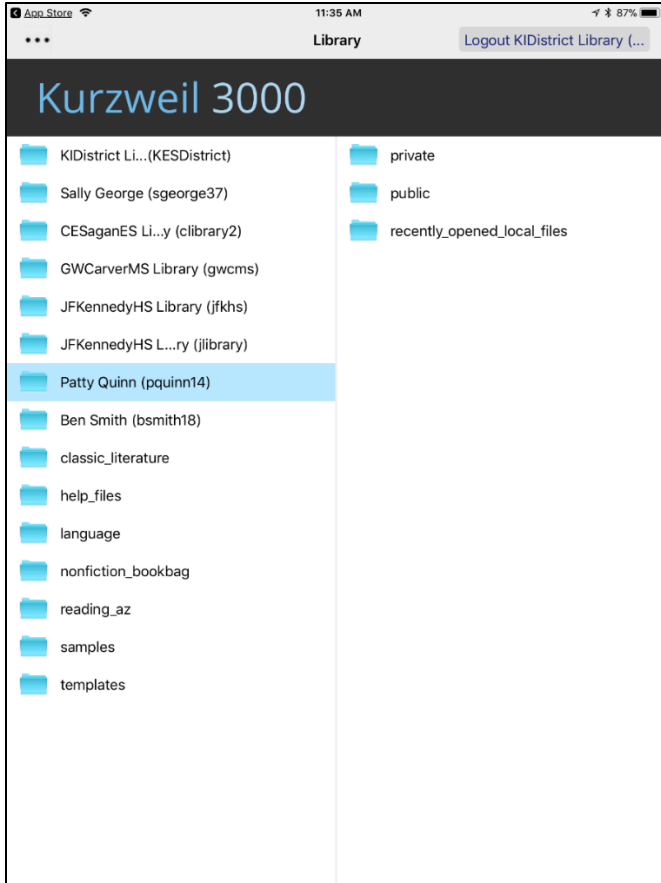 App Store 11:35 AM 87%
••• Library Logout KIDistrict Library (...
Kurzweil 3000
KIDistrict Li...(KESDistrict)
Sally George (sgeorge37)
CESaganES Li...y (clibrary2)
GWCarverMS Library (gwcms)
JFKennedyHS Library (jfkhs)
JFKennedyHS L...ry (jlibrary)
Patty Quinn (pquinn14)
Ben Smith (bsmith18)
classic_literature
help_files
language
nonfiction_bookbag
reading_az
samples
templates
private
public
recently_opened_local_files